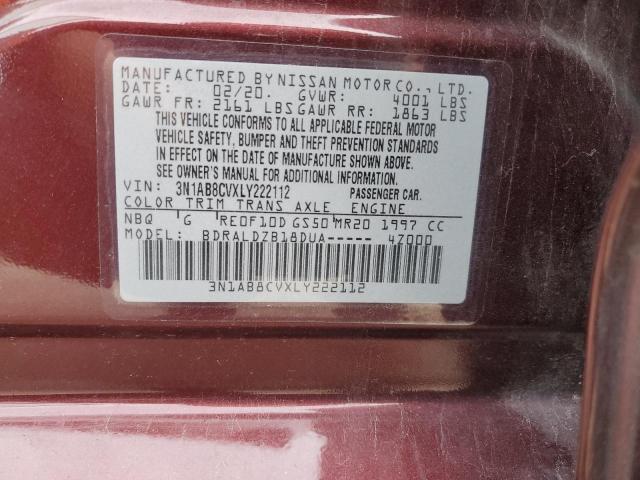 MANUFACTURED BY NISSAN MOTOR CO., LTD.
DATE: 02/20. GVWR: 4001 LBS
GAWR FR: 2161 LBS GAWR RR: 1863 LBS
THIS VEHICLE CONFORMS TO ALL APPLICABLE FEDERAL MOTOR
VEHICLE SAFETY, BUMPER AND THEFT PREVENTION STANDARDS
IN EFFECT ON THE DATE OF MANUFACTURE SHOWN ABOVE.
SEE OWNER'S MANUAL FOR ADDITIONAL INFORMATION.
VIN: 3N1AB8CVXLY222112 PASSENGER CAR.
COLOR TRIM TRANS AXLE ENGINE
NBQ G RE0F10D GS50 MR20 1997 CC
MODEL: BDRALDZB18DUA----- 4Z000
3N1AB8CVXLY222112